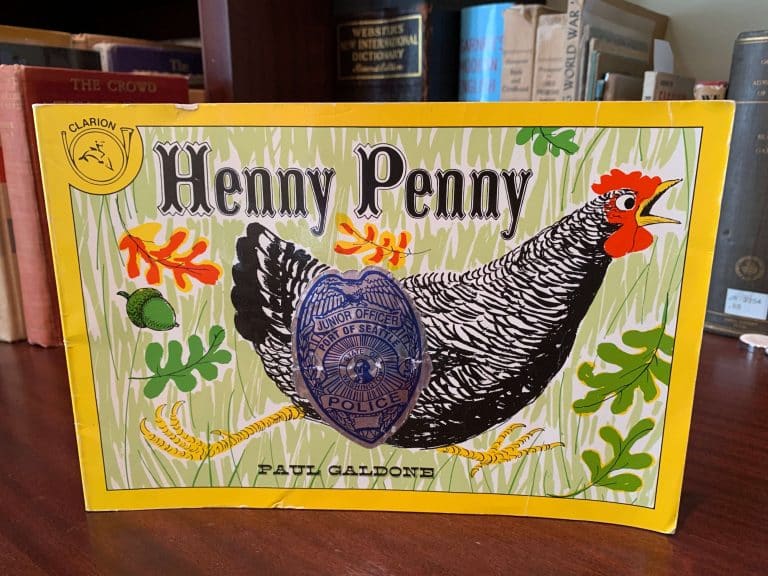 THE CROWD
WEBSTER'S
NEW INTERNATIONAL
DICTIONARY
WORLD WAR
CLARION
Henny Penny
JUNIOR OFFICER
PORT OF SEATTLE
POLICE
PAUL GALDONE